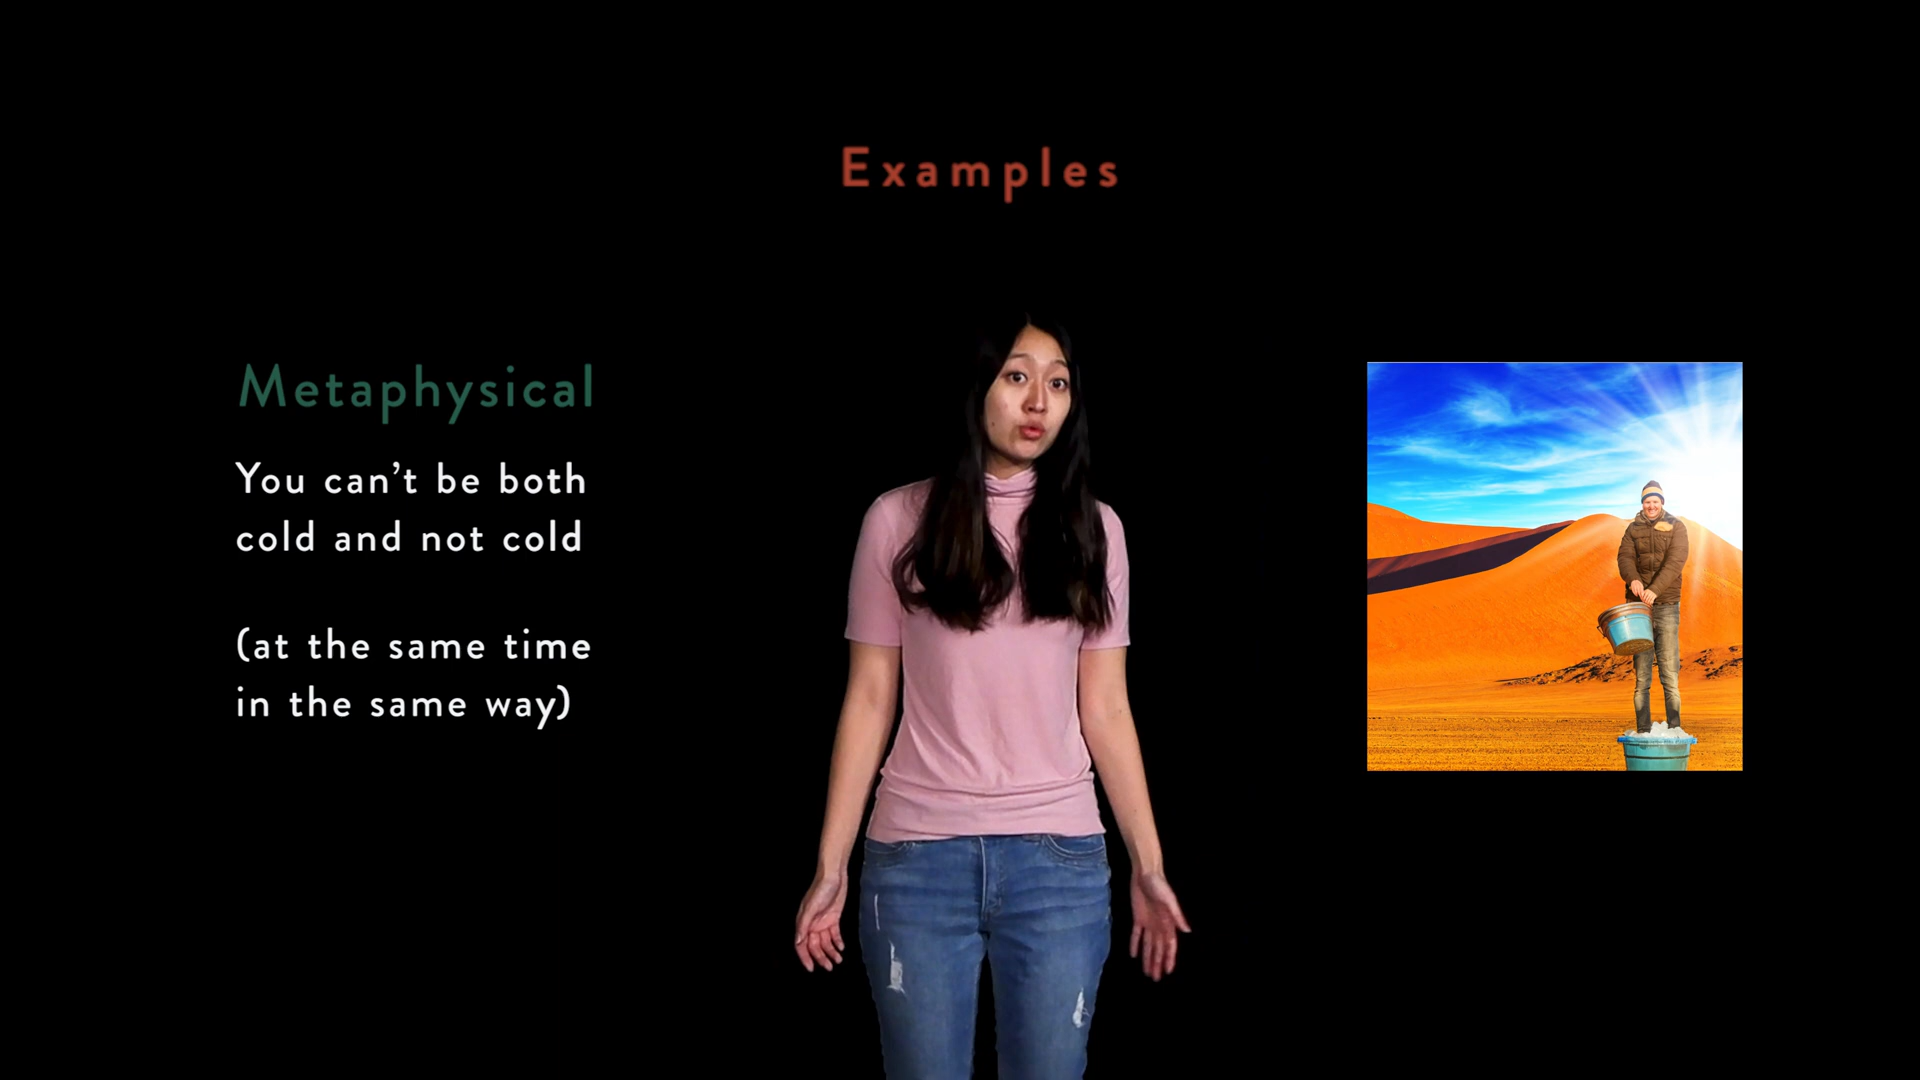 Examples
Metaphysical
You can’t be both
cold and not cold
(at the same time
in the same way)